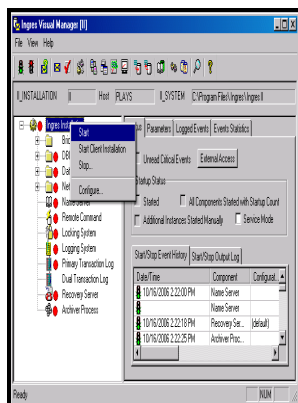 Ingres Visual Manager [II]
File View Help
II_INSTALLATION II Host PLAYS II_SYSTEM C:\Program Files\Ingres\Ingres II
Ingres
Start
Start Client Installation
Stop...
Configure...
Name Server
Remote Command
Locking System
Logging System
Primary Transaction Log
Dual Transaction Log
Recovery Server
Archiver Process
Parameters Logged Events Events Statistics
Unread Critical Events External Access
Startup Status
Started All Components Started with Startup Count
Additional Instances Started Manually Service Mode
Start/Stop Event History Start/Stop Output Log
Date/Time Component Configurat...
10/16/2006 2:22:00 PM Name Server
Name Server
10/16/2006 2:22:18 PM Recovery Ser... (default)
10/16/2006 2:22:25 PM Archiver Proc...
Ready NUM